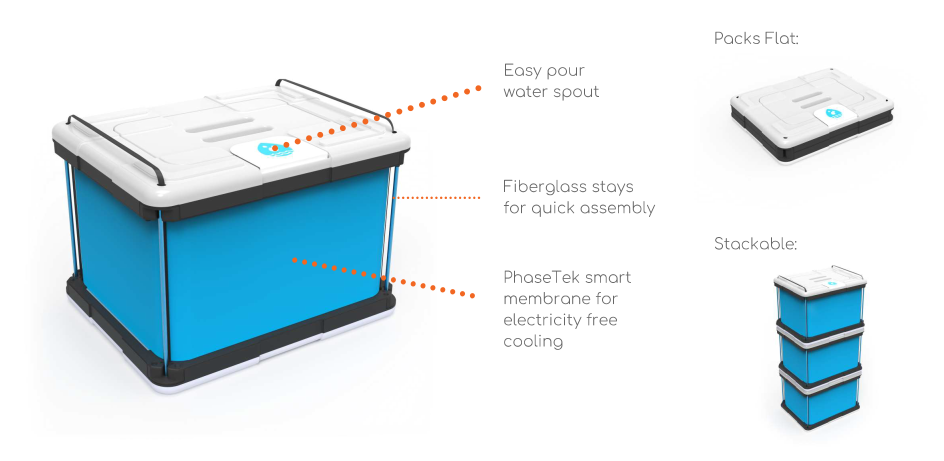 Easy pour
water spout
Fiberglass stays
for quick assembly
PhaseTek smart
membrane for
electricity free
cooling
Packs Flat:
Stackable: